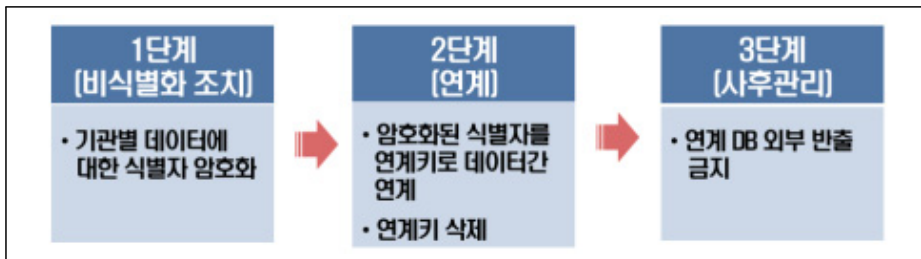 1단계
(비식별화 조치)
• 기관별 데이터에
대한 식별자 암호화
2단계
(연계)
• 암호화된 식별자를
연계키로 데이터간
연계
• 연계키 삭제
3단계
(사후관리)
• 연계 DB 외부 반출
금지